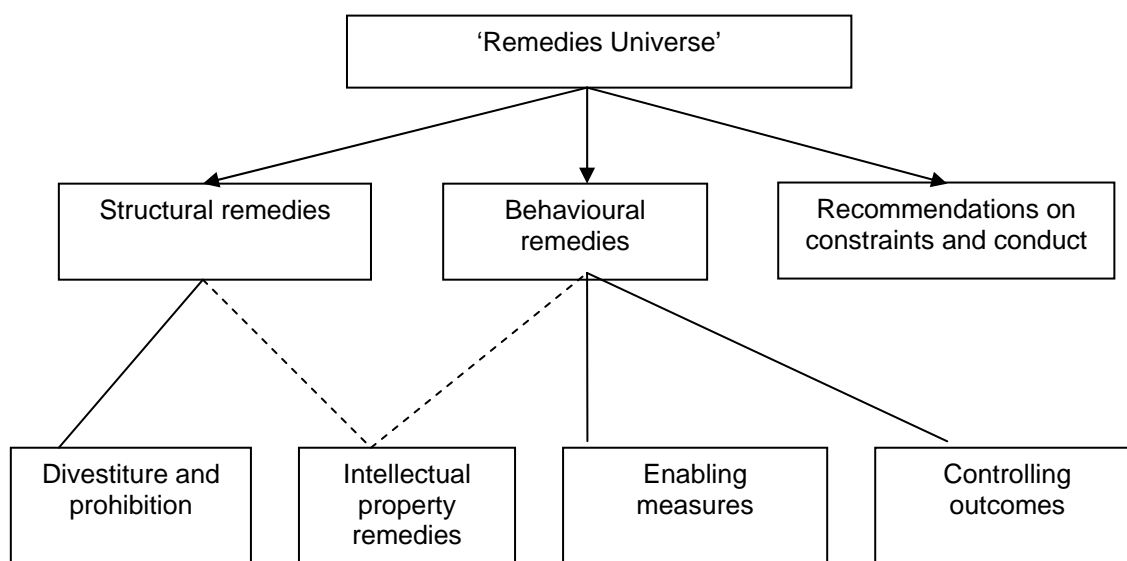 ‘Remedies Universe’
Structural remedies
Behavioural
remedies
Recommendations on
constraints and conduct
Divestiture and
prohibition
Intellectual
property
remedies
Enabling
measures
Controlling
outcomes